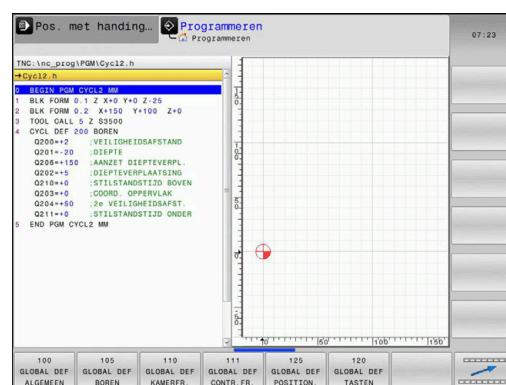 Pos. met handing…
Programmeren
Programmeren
07:23
TNC:\nc_prog\PGM\Cycl2.h
→Cycl2.h
0 BEGIN PGM CYCL2 MM
1 BLK FORM 0.1 Z X+0 Y+0 Z-25
2 BLK FORM 0.2 X+150 Y+100 Z+0
3 TOOL CALL 5 Z S3500
4 CYCL DEF 200 BOREN
Q200=+2 ;VEILIGHEIDSAFSTAND
Q201=-20 ;DIEPTE
Q206=+150 ;AANZET DIEPTEVERPL.
Q202=+5 ;DIEPTEVERPLAATSING
Q210=+0 ;STILSTANDSTIJD BOVEN
Q203=+0 ;COORD. OPPERVLAK
Q204=+50 ;2e VEILIGHEIDSAFST.
Q211=+0 ;STILSTANDSTIJD ONDER
5 END PGM CYCL2 MM
0 50 100 150
100 105 110 111 125 120
GLOBAL DEF GLOBAL DEF GLOBAL DEF GLOBAL DEF GLOBAL DEF GLOBAL DEF
ALGEMEEN BOREN KAMERFR. CONTR.FR. POSITION. TASTEN